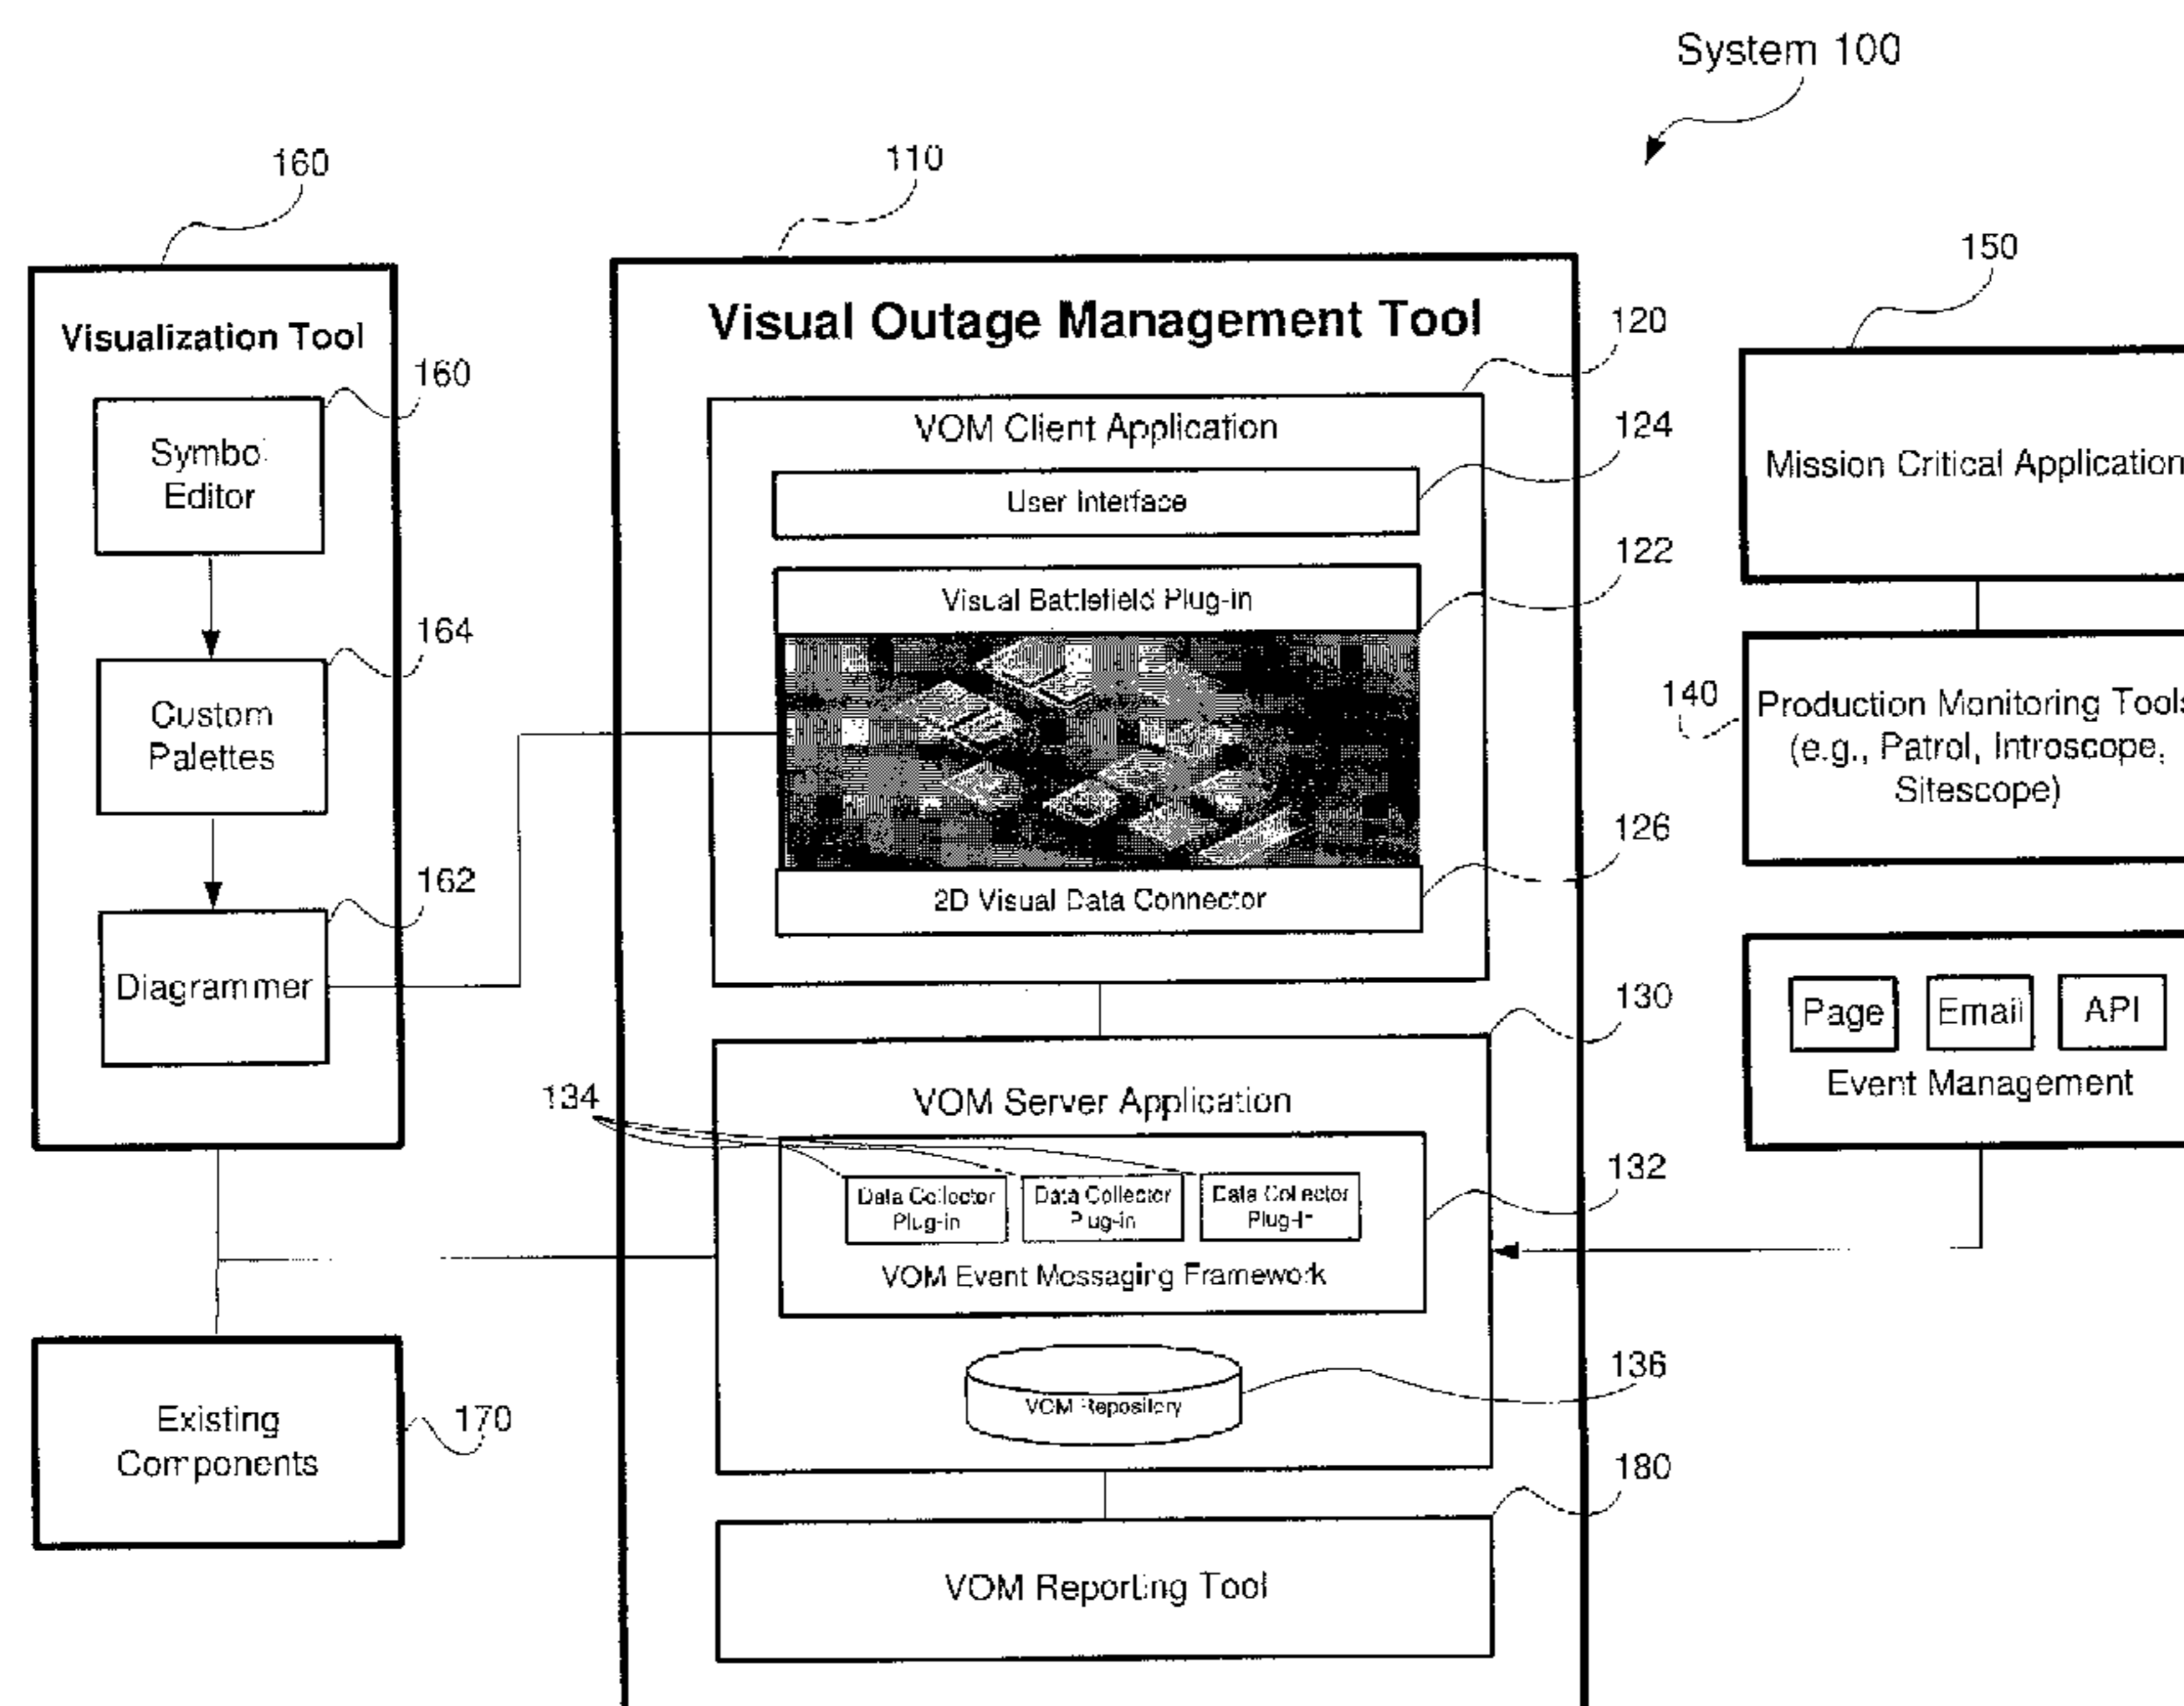 System 100
160
110
150
Visualization Tool
Visual Outage Management Tool
120
160
Symbol
Editor
VOM Client Application
124
Mission Critical Application
User Interface
122
Visual Battlefield Plug-in
164
Custom
Palettes
140
Production Monitoring Tools
(e.g., Patrol, Introscope,
Sitescope)
126
162
2D Visual Data Connector
Diagrammer
130
Page
Email
API
Event Management
134
VOM Server Application
132
Data Collector
Plug-in
Data Collector
Plug-in
Data Collector
Plug-in
VOM Event Messaging Framework
136
VOM Repository
Existing
Components
170
180
VOM Reporting Tool